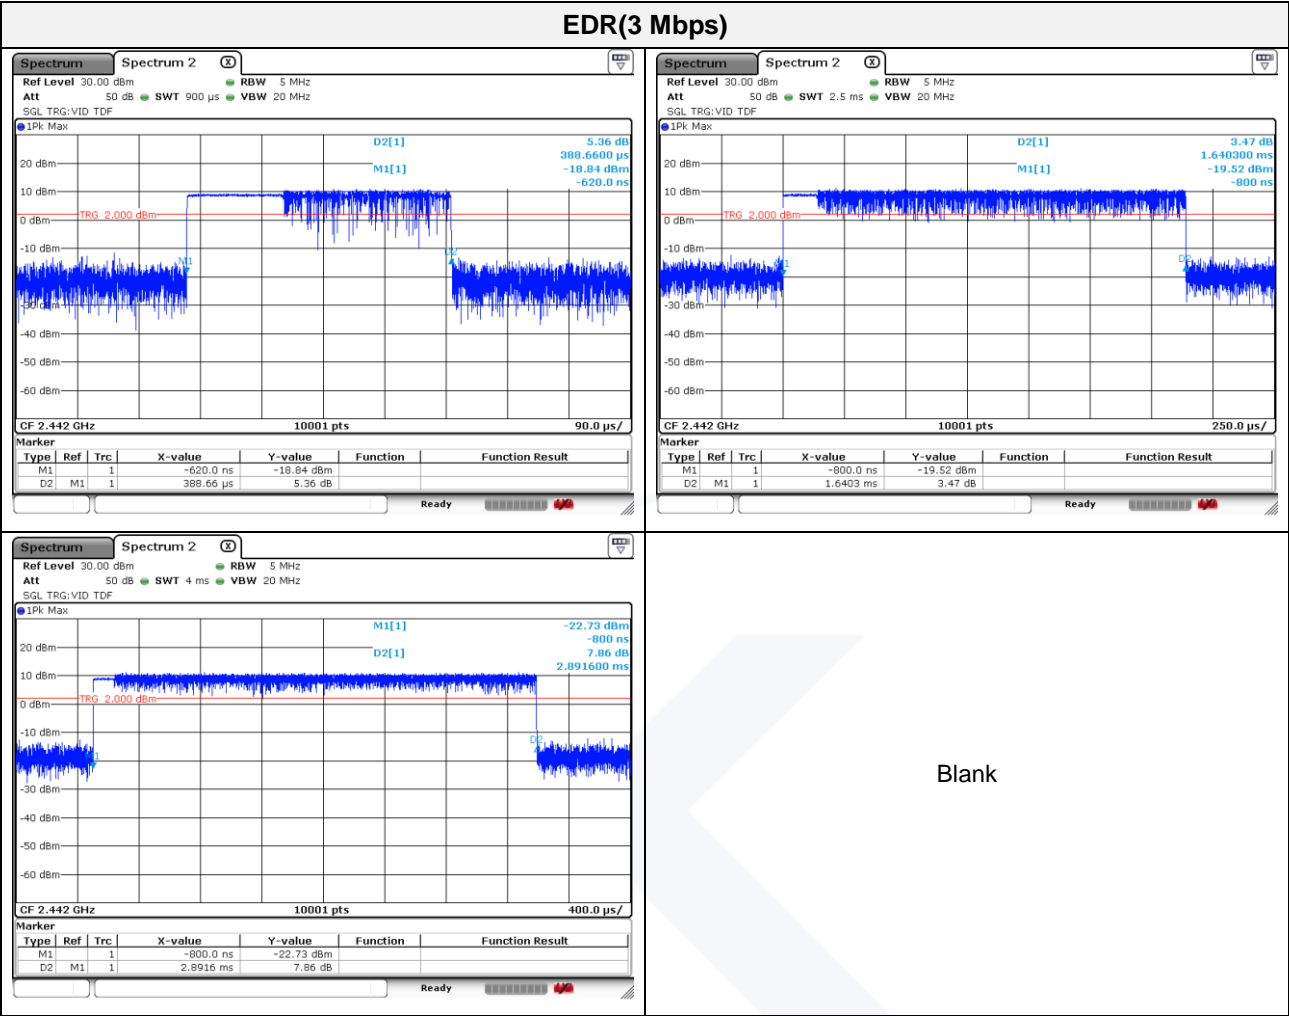 EDR(3 Mbps)
Spectrum Spectrum 2 X
Ref Level 30.00 dBm RBW 5 MHz
Att 50 dB SWT 900 µs VBW 20 MHz
SGL TRG:VID TDF
1Pk Max
D2[1] 5.36 dB
388.6600 µs
M1[1] -18.84 dBm
-620.0 ns
20 dBm
10 dBm
TRG 2.000 dBm
0 dBm
-10 dBm
M1
D2
-30 dBm
-40 dBm
-50 dBm
-60 dBm
CF 2.442 GHz 10001 pts 90.0 µs/
Marker
Type Ref Trc X-value Y-value Function Function Result
M1 1 -620.0 ns -18.84 dBm
D2 M1 1 388.66 µs 5.36 dB
Ready
Spectrum Spectrum 2 X
Ref Level 30.00 dBm RBW 5 MHz
Att 50 dB SWT 2.5 ms VBW 20 MHz
SGL TRG:VID TDF
1Pk Max
D2[1] 3.47 dB
1.640300 ms
M1[1] -19.52 dBm
-800 ns
20 dBm
10 dBm
TRG 2.000 dBm
0 dBm
-10 dBm
D2
-30 dBm
-40 dBm
-50 dBm
-60 dBm
CF 2.442 GHz 10001 pts 250.0 µs/
Marker
Type Ref Trc X-value Y-value Function Function Result
M1 1 -800.0 ns -19.52 dBm
D2 M1 1 1.6403 ms 3.47 dB
Ready
Spectrum Spectrum 2 X
Ref Level 30.00 dBm RBW 5 MHz
Att 50 dB SWT 4 ms VBW 20 MHz
SGL TRG:VID TDF
1Pk Max
M1[1] -22.73 dBm
-800 ns
D2[1] 7.86 dB
2.891600 ms
20 dBm
10 dBm
TRG 2.000 dBm
0 dBm
-10 dBm
D2
-30 dBm
-40 dBm
-50 dBm
-60 dBm
CF 2.442 GHz 10001 pts 400.0 µs/
Marker
Type Ref Trc X-value Y-value Function Function Result
M1 1 -800.0 ns -22.73 dBm
D2 M1 1 2.8916 ms 7.86 dB
Ready
Blank